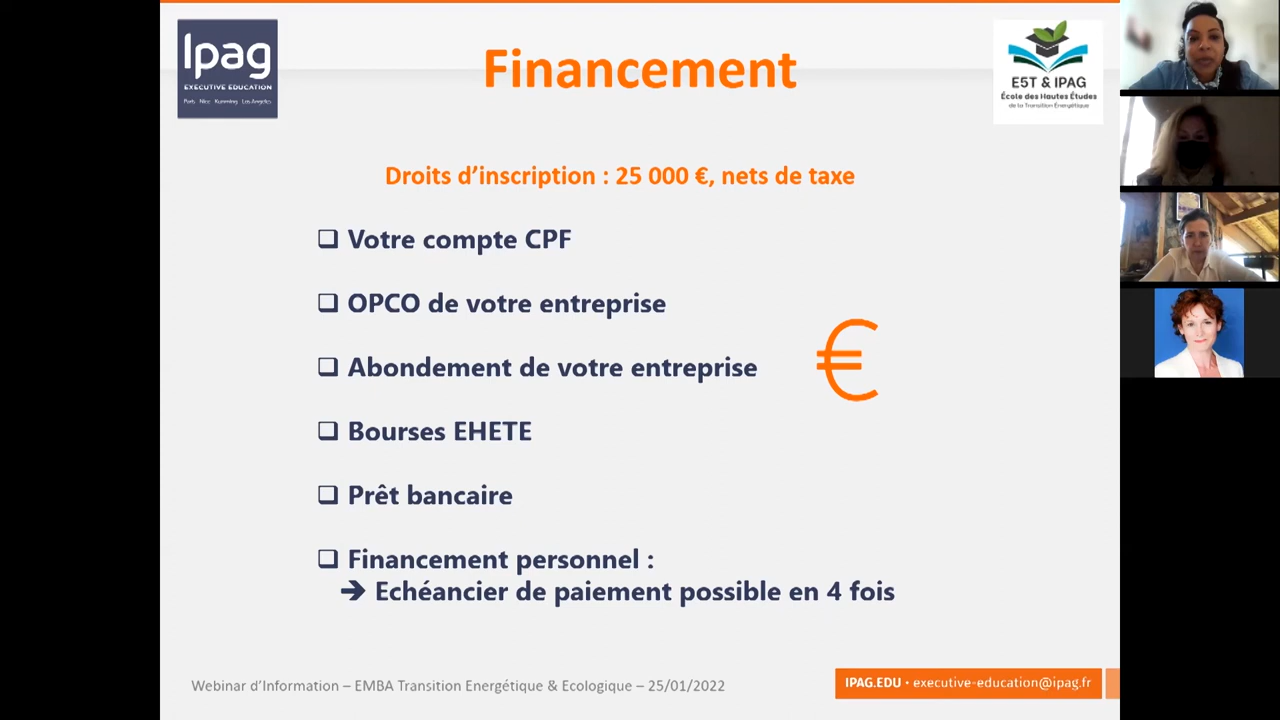 Ipag
EXECUTIVE EDUCATION
Paris Nice Kunming Los Angeles
Financement
E5T & IPAG
École des Hautes Études
de la Transition Énergétique
Droits d’inscription : 25 000 €, nets de taxe
❑ Votre compte CPF
❑ OPCO de votre entreprise
❑ Abondement de votre entreprise
€
❑ Bourses EHETE
❑ Prêt bancaire
❑ Financement personnel :
➔ Echéancier de paiement possible en 4 fois
Webinar d’Information – EMBA Transition Energétique & Ecologique – 25/01/2022
IPAG.EDU • executive-education@ipag.fr